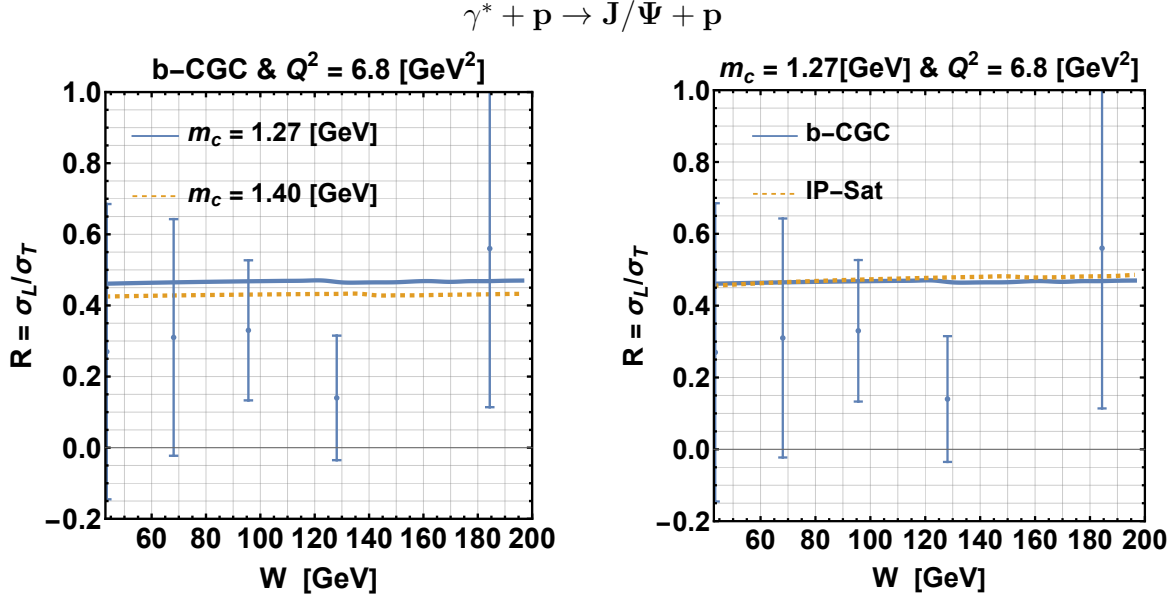 γ* + p → J/Ψ + p
b−CGC & Q² = 6.8 [GeV²]
1.0
0.8
0.6
0.4
0.2
0.0
−0.2
R = σ_L/σ_T
m_c = 1.27 [GeV]
m_c = 1.40 [GeV]
60 80 100 120 140 160 180 200
W [GeV]
m_c = 1.27[GeV] & Q² = 6.8 [GeV²]
1.0
0.8
0.6
0.4
0.2
0.0
−0.2
R = σ_L/σ_T
b−CGC
IP−Sat
60 80 100 120 140 160 180 200
W [GeV]